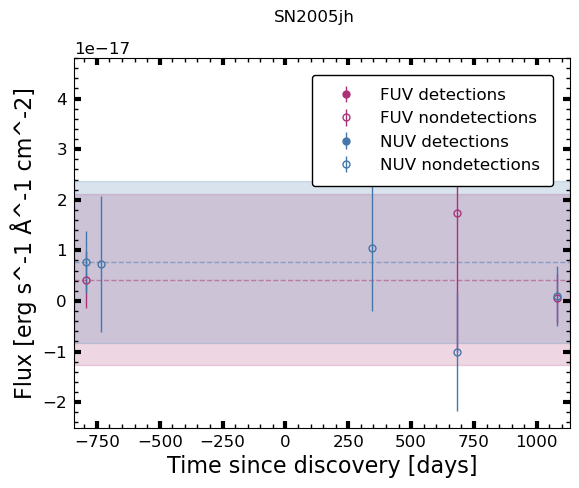 SN2005jh
1e−17
FUV detections
FUV nondetections
NUV detections
NUV nondetections
4
3
2
1
0
−1
−2
Flux [erg s^-1 Å^-1 cm^-2]
−750 −500 −250 0 250 500 750 1000
Time since discovery [days]